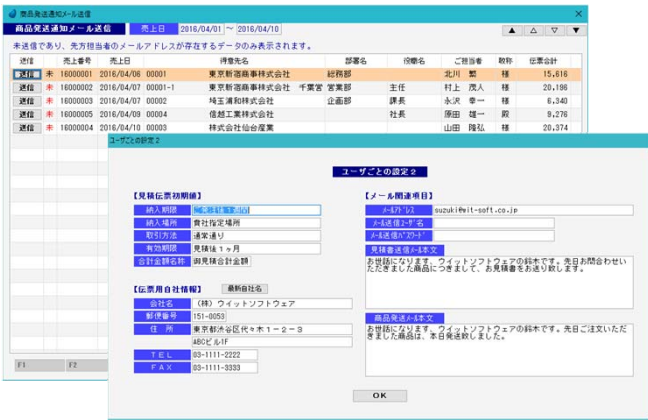 商品発送通知メール送信
商品発送通知メール送信 売上日 2016/04/01 ～ 2016/04/10
未送信であり、先方担当者のメールアドレスが存在するデータのみ表示されます。
送信 売上番号 売上日 得意先名 部署名 役職名 ご担当者 敬称 伝票合計
送信 未 16000001 2016/04/06 00001 東京新宿商事株式会社 総務部 北川 繁 様 15,616
送信 未 16000002 2016/04/07 00001-1 東京新宿商事株式会社 千葉営 営業部 主任 村上 茂人 様 20,196
送信 未 16000003 2016/04/07 00002 埼玉浦和株式会社 企画部 課長 永沢 幸一 様 6,340
送信 未 16000005 2016/04/09 00004 信越工業株式会社 社長 原田 雄一 殿 9,276
送信 未 16000004 2016/04/10 00003 株式会社仙台産業 山田 隆弘 様 20,374
F1 F2
ユーザごとの設定２
ユーザごとの設定２
【見積伝票初期値】
納入期限 ご発注後１週間
納入場所 貴社指定場所
取引方法 通常通り
有効期限 見積後１ヶ月
合計金額名称 御見積合計金額
【伝票用自社情報】 最新自社名
会社名 （株）ウイットソフトウェア
郵便番号 151-0053
住 所 東京都渋谷区代々木１－２－３
ABCビル1F
ＴＥＬ 03-1111-2222
ＦＡＸ 03-1111-3333
【メール関連項目】
メールアドレス suzuki@wit-soft.co.jp
メール送信ユーザ名
メール送信パスワード
見積書送信メール本文
お世話になります、ウイットソフトウェアの鈴木です。先日お問合わせい
ただきました商品につきまして、お見積書をお送り致します。
商品発送メール本文
お世話になります、ウイットソフトウェアの鈴木です。先日ご注文いただ
きました商品は、本日発送致しました。
OK